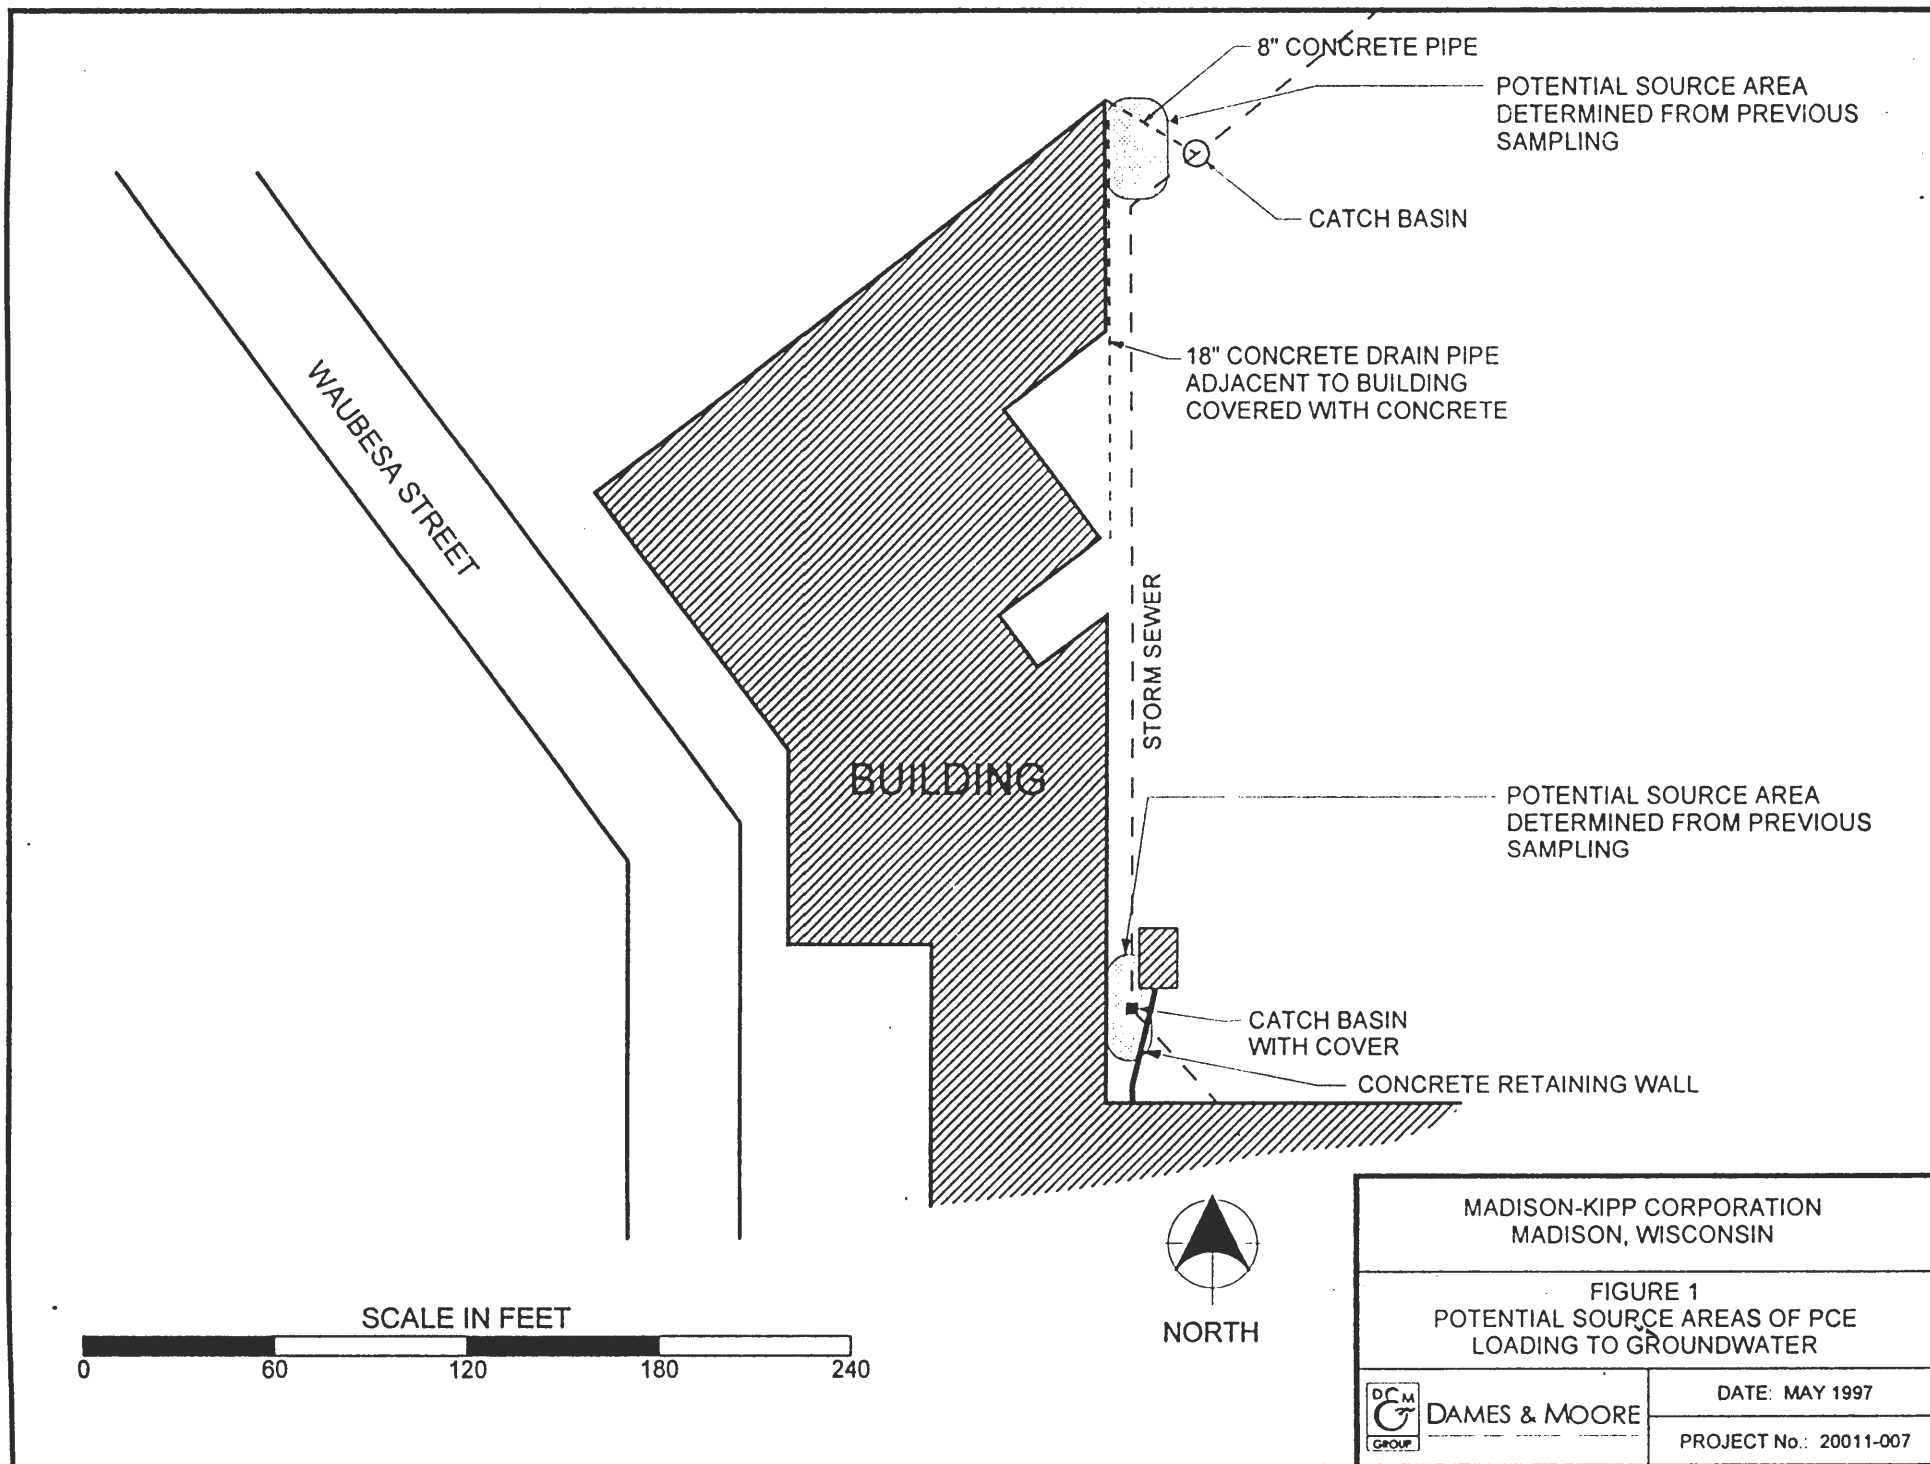 8" CONCRETE PIPE
POTENTIAL SOURCE AREA
DETERMINED FROM PREVIOUS
SAMPLING
CATCH BASIN
18" CONCRETE DRAIN PIPE
ADJACENT TO BUILDING
COVERED WITH CONCRETE
WAUBESA STREET
STORM SEWER
BUILDING
POTENTIAL SOURCE AREA
DETERMINED FROM PREVIOUS
SAMPLING
CATCH BASIN
WITH COVER
CONCRETE RETAINING WALL
NORTH
SCALE IN FEET
0 60 120 180 240
MADISON-KIPP CORPORATION
MADISON, WISCONSIN
FIGURE 1
POTENTIAL SOURCE AREAS OF PCE
LOADING TO GROUNDWATER
D&M
GROUP
DAMES & MOORE
DATE: MAY 1997
PROJECT No.: 20011-007